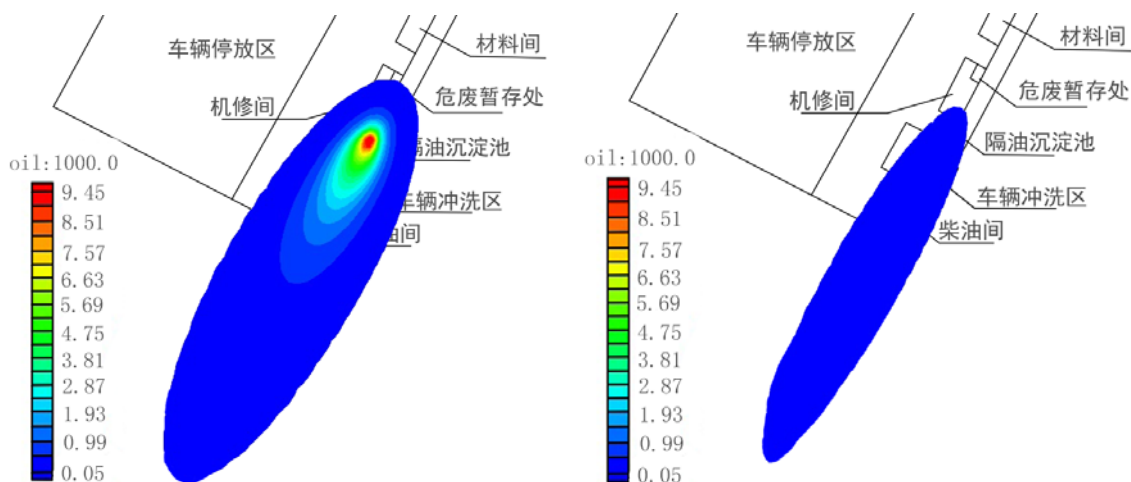 车辆停放区
材料间
机修间
危废暂存处
隔油沉淀池
车辆冲洗区
油间
oil:1000.0
9.45
8.51
7.57
6.63
5.69
4.75
3.81
2.87
1.93
0.99
0.05
车辆停放区
材料间
机修间
危废暂存处
隔油沉淀池
车辆冲洗区
柴油间
oil:1000.0
9.45
8.51
7.57
6.63
5.69
4.75
3.81
2.87
1.93
0.99
0.05